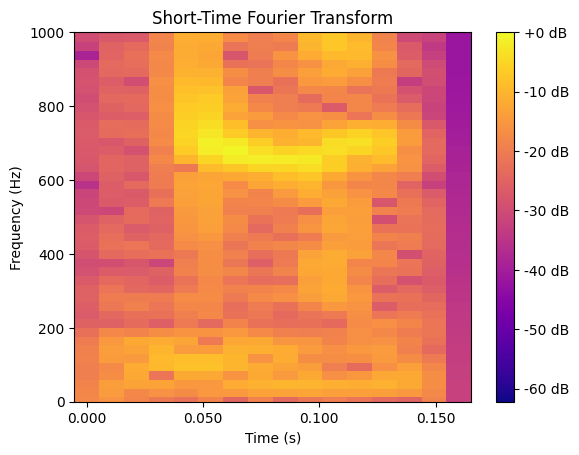 Short-Time Fourier Transform
1000
800
600
400
200
0
Frequency (Hz)
0.000
0.050
0.100
0.150
Time (s)
+0 dB
-10 dB
-20 dB
-30 dB
-40 dB
-50 dB
-60 dB